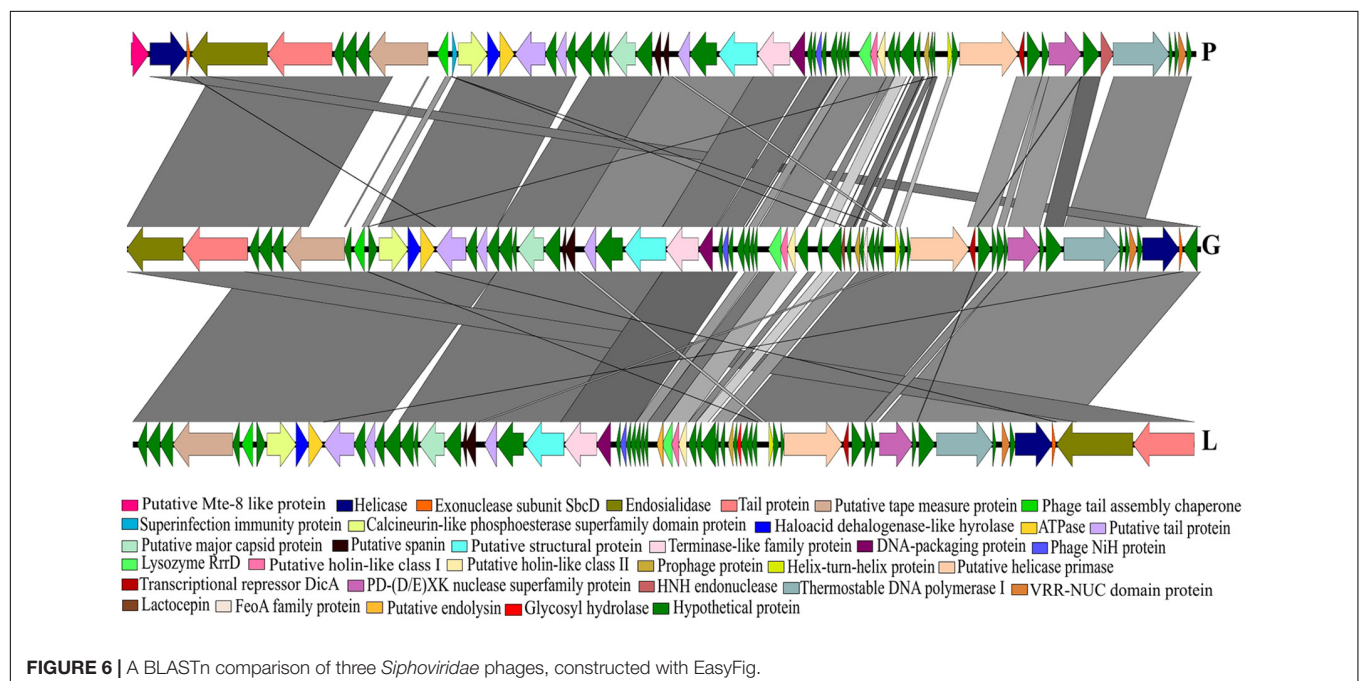 P
G
L
Putative Mte-8 like protein Helicase Exonuclease subunit SbcD Endosialidase Tail protein Putative tape measure protein Phage tail assembly chaperone
Superinfection immunity protein Calcineurin-like phosphoesterase superfamily domain protein Haloacid dehalogenase-like hyrolase ATPase Putative tail protein
Putative major capsid protein Putative spanin Putative structural protein Terminase-like family protein DNA-packaging protein Phage NiH protein
Lysozyme RrrD Putative holin-like class I Putative holin-like class II Prophage protein Helix-turn-helix protein Putative helicase primase
Transcriptional repressor DicA PD-(D/E)XK nuclease superfamily protein HNH endonuclease Thermostable DNA polymerase I VRR-NUC domain protein
Lactocepin FeoA family protein Putative endolysin Glycosyl hydrolase Hypothetical protein
FIGURE 6 | A BLASTn comparison of three Siphoviridae phages, constructed with EasyFig.